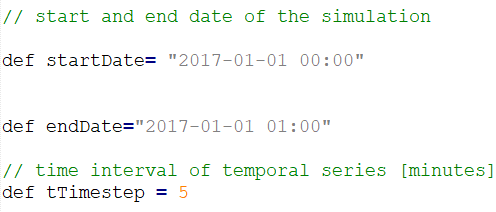 // start and end date of the simulation
def startDate= "2017-01-01 00:00"
def endDate="2017-01-01 01:00"
// time interval of temporal series [minutes]
def tTimestep = 5